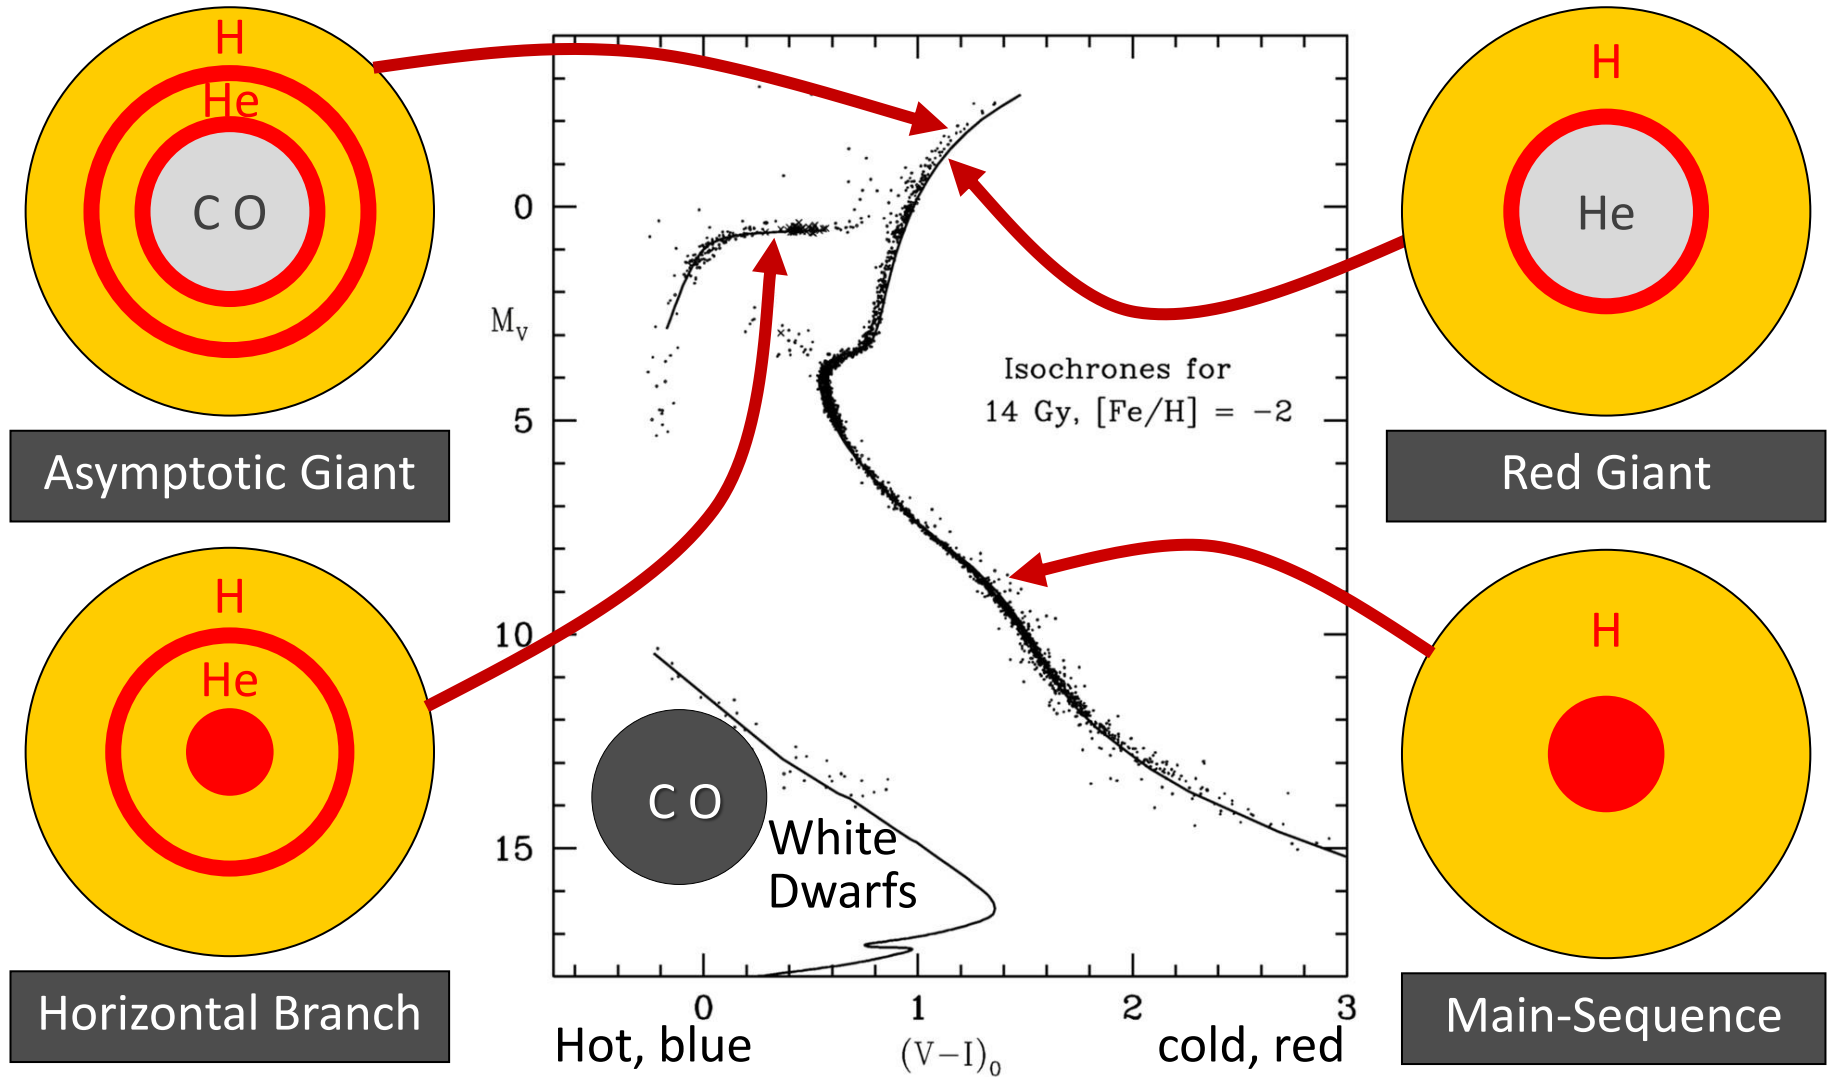 H
He
C O
Asymptotic Giant
H
He
Horizontal Branch
0
M_V
5
10
15
Isochrones for
14 Gy, [Fe/H] = -2
C O
White
Dwarfs
0
1
2
3
Hot, blue
(V-I)₀
cold, red
H
He
Red Giant
H
Main-Sequence